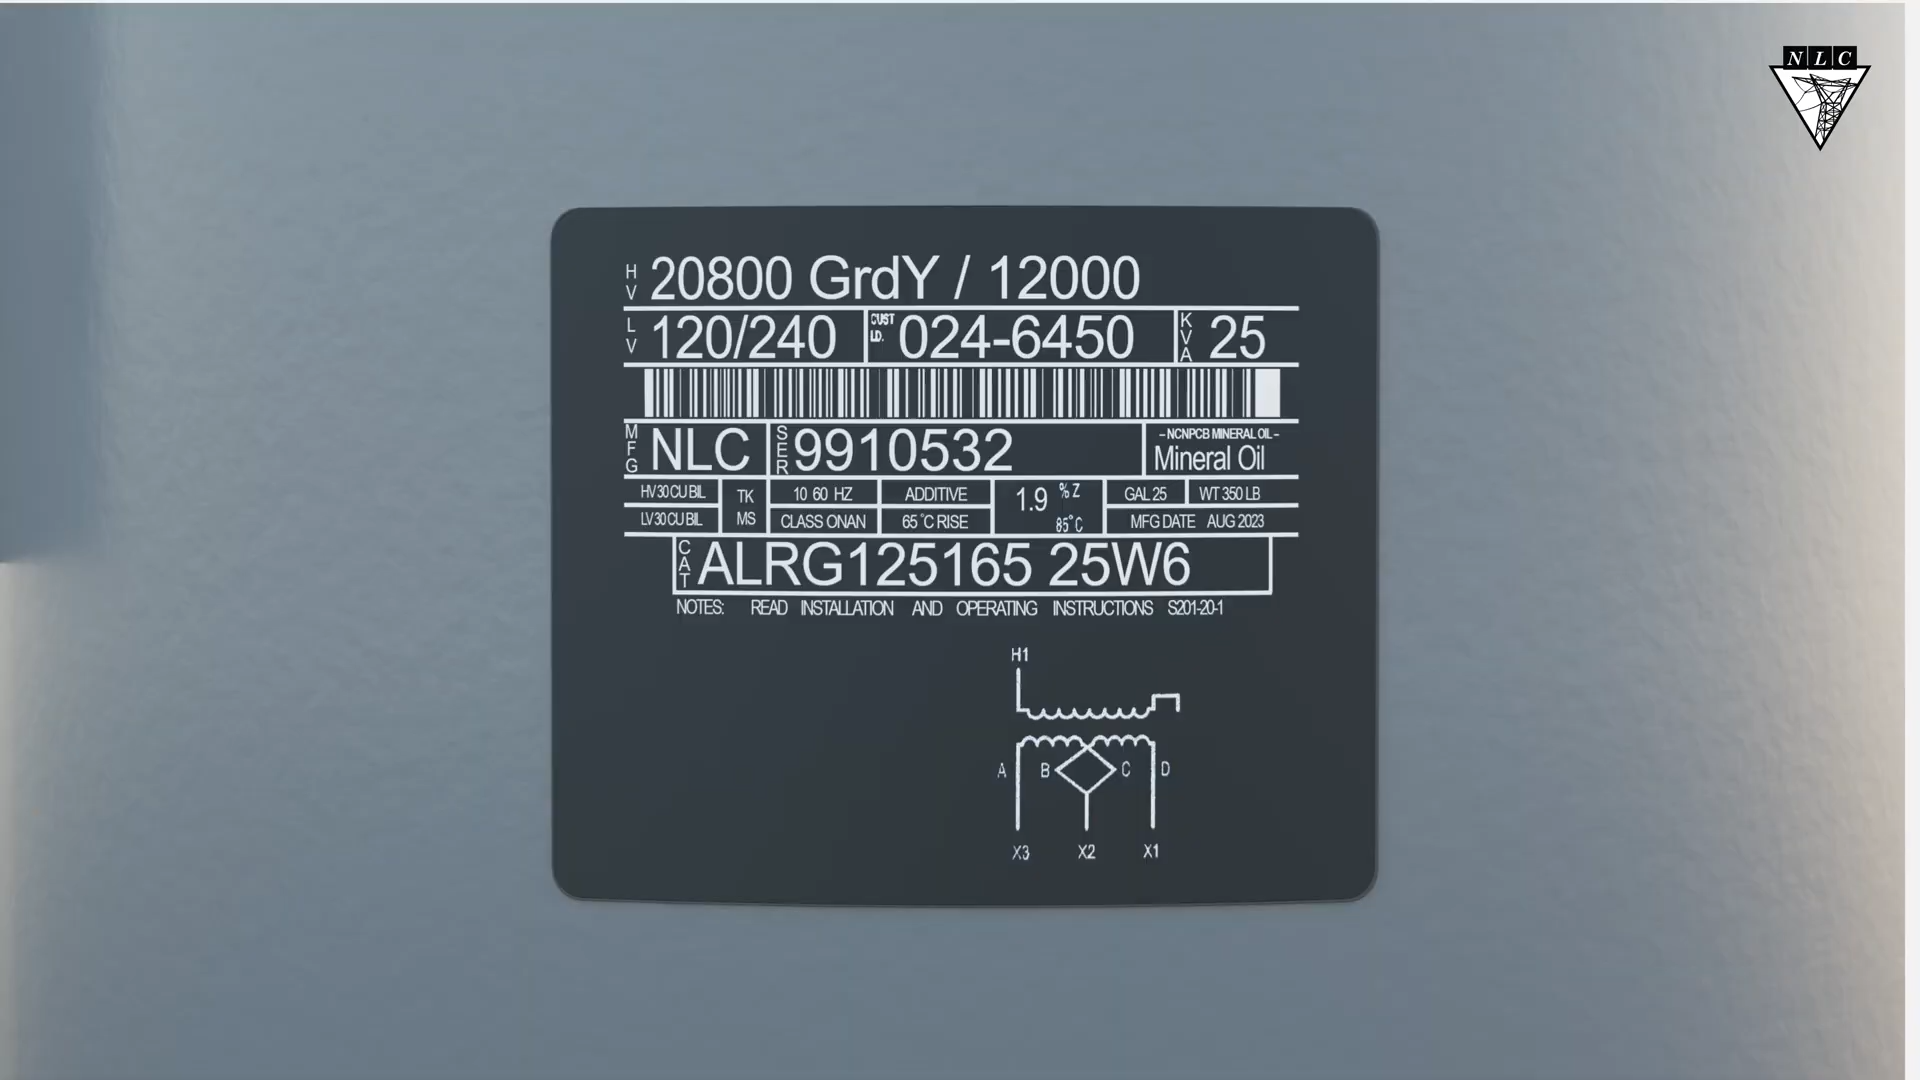 NLC
HV 20800 GrdY / 12000
LV 120/240 CUST I.D. 024-6450 KVA 25
MFG NLC SER 9910532 – NCNPCB MINERAL OIL – Mineral Oil
HV 30 CU BIL TK 10 60 HZ ADDITIVE 1.9 % Z GAL 25 WT 350 LB
LV 30 CU BIL MS CLASS ONAN 65 °C RISE 85°C MFG DATE AUG 2023
CAT ALRG125165 25W6
NOTES: READ INSTALLATION AND OPERATING INSTRUCTIONS S201-20-1
H1
A B C D
X3 X2 X1